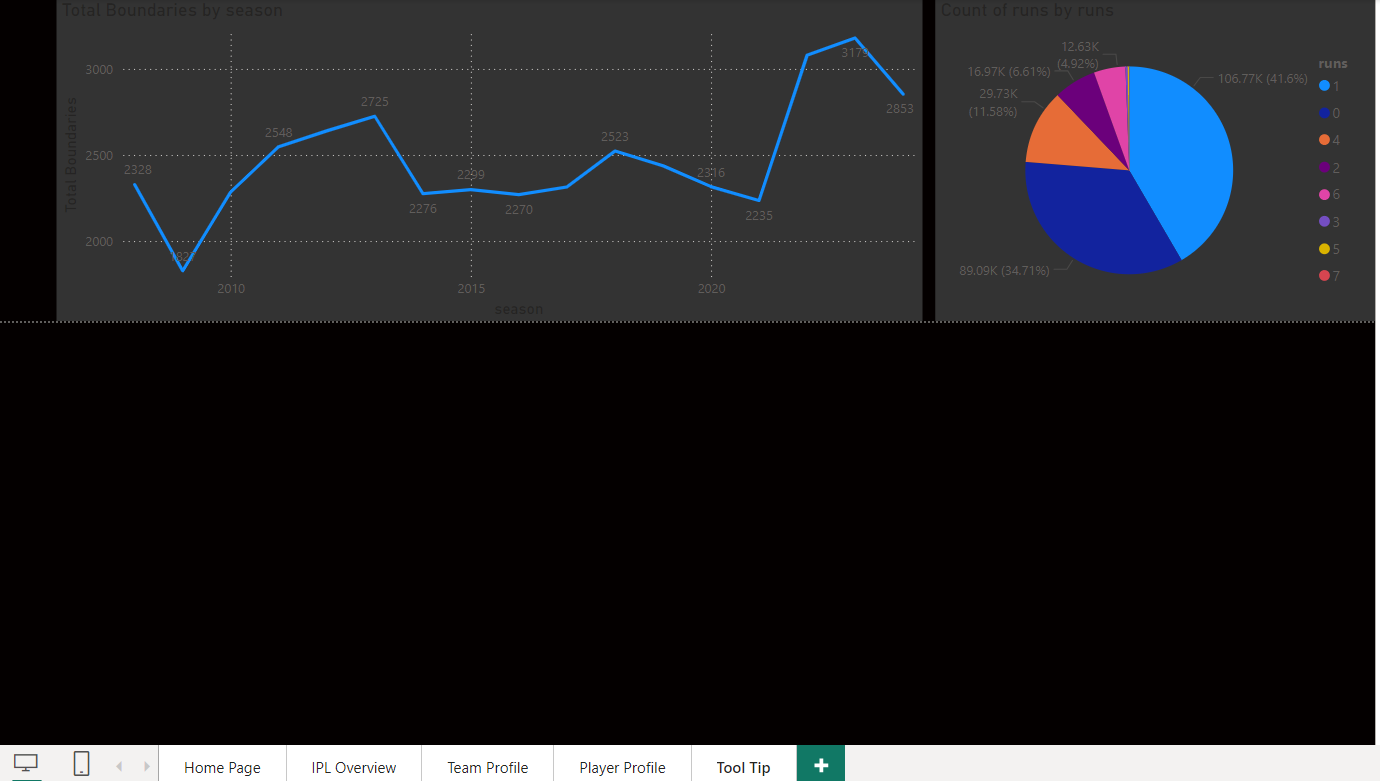 Total Boundaries by season
Total Boundaries
3000
2500
2000
2328
2548
2725
2276
2299
2270
2523
2316
2235
3179
2853
2010
2015
2020
season
Count of runs by runs
12.63K
(4.92%)
16.97K (6.61%)
29.73K
(11.58%)
106.77K (41.6%)
89.09K (34.71%)
runs
1
0
4
2
6
3
5
7
Home Page
IPL Overview
Team Profile
Player Profile
Tool Tip